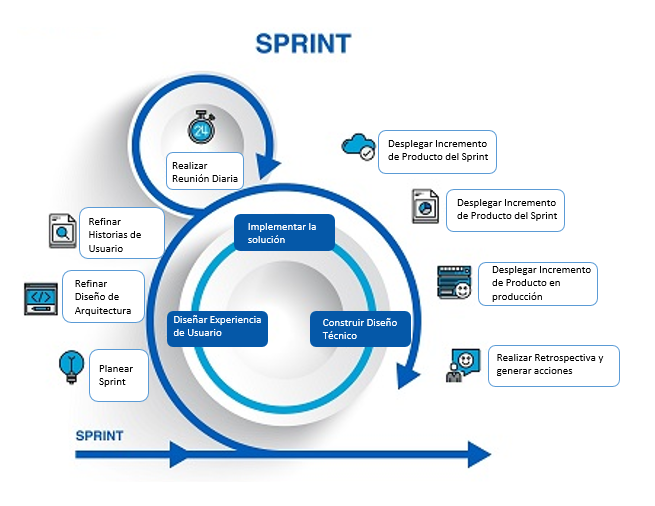 SPRINT
24
Realizar
Reunión Diaria
Desplegar Incremento
de Producto del Sprint
Refinar
Historias de
Usuario
Implementar la
solución
Desplegar Incremento
de Producto del Sprint
Refinar
Diseño de
Arquitectura
Diseñar Experiencia
de Usuario
Construir Diseño
Técnico
Desplegar Incremento
de Producto en
producción
Planear
Sprint
Realizar Retrospectiva y
generar acciones
SPRINT